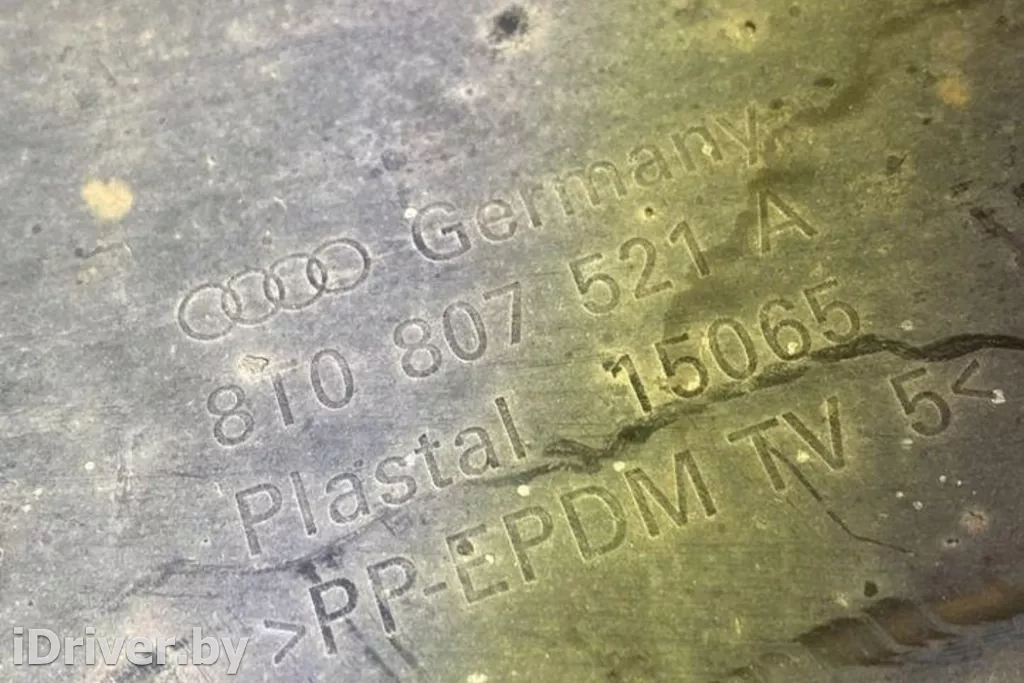 Germany
8T0 807 521 A
Plastal 15065
>PP-EPDM TV 5<
iDriver.by